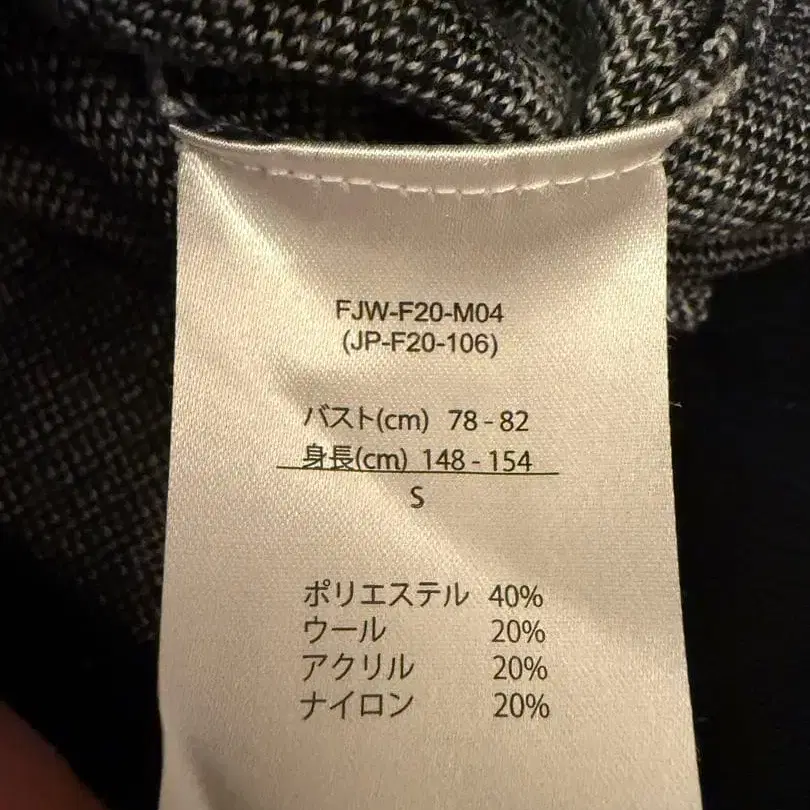 FJW-F20-M04
(JP-F20-106)
バスト(cm) 78 - 82
身長(cm) 148 - 154
S
ポリエステル 40%
ウール 20%
アクリル 20%
ナイロン 20%